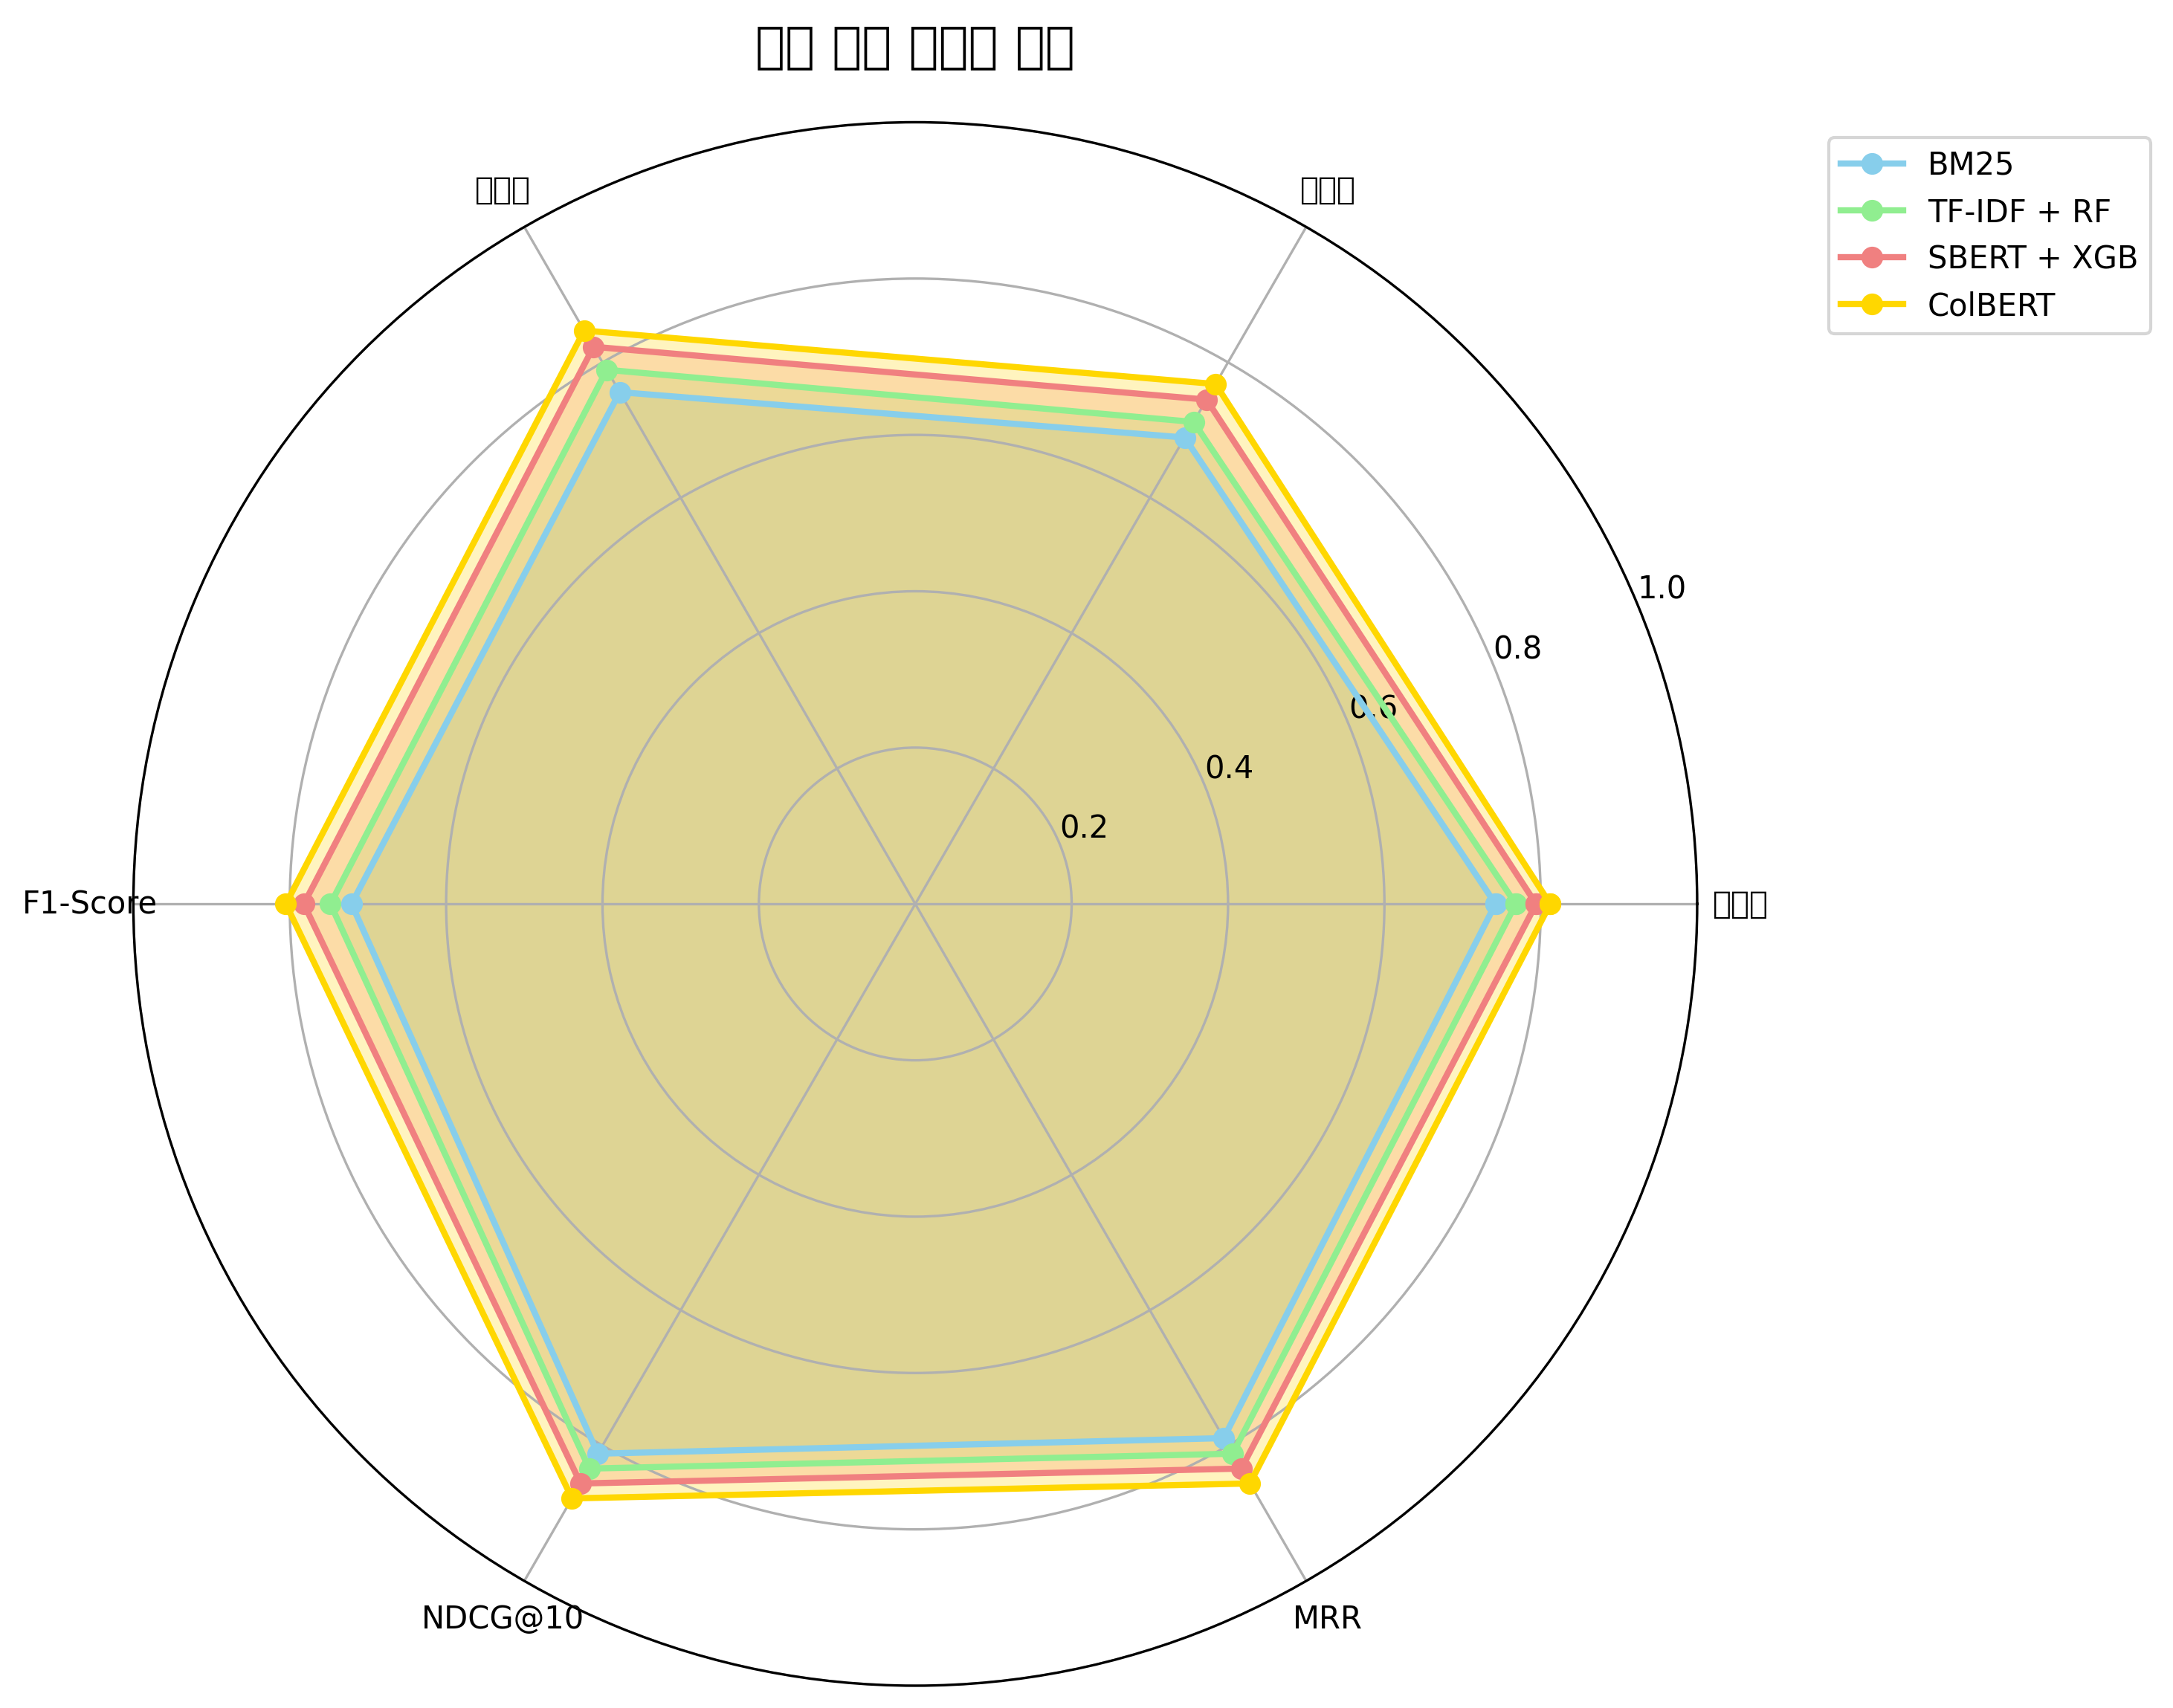 BM25
TF-IDF + RF
SBERT + XGB
ColBERT
1.0
0.8
0.6
0.4
0.2
F1-Score
NDCG@10
MRR